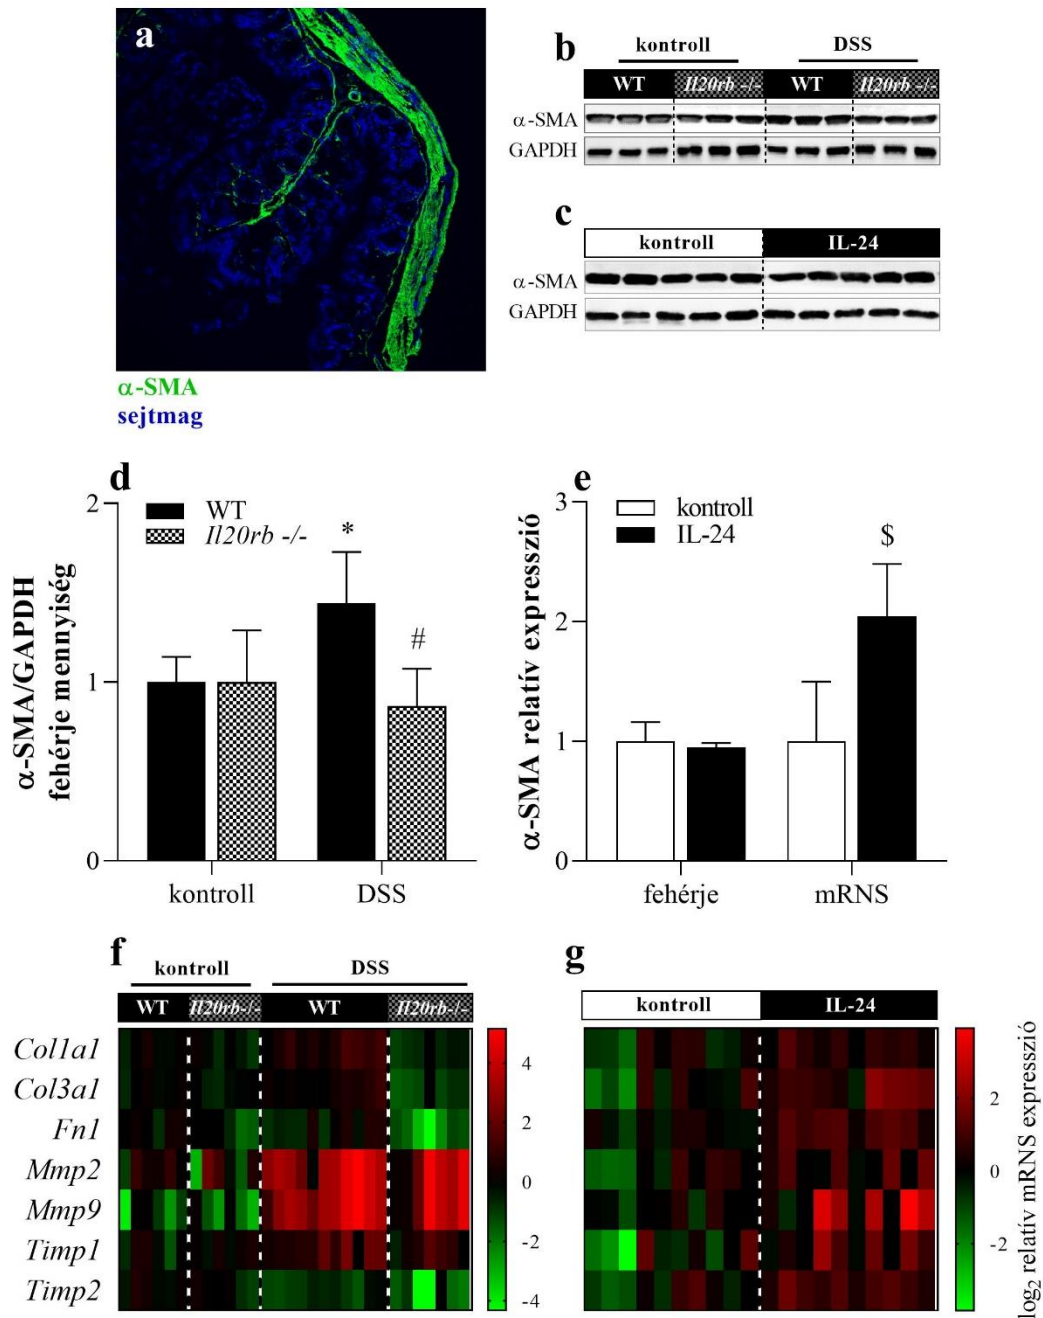 a
α-SMA
sejtmag
b
kontroll DSS
WT Il20rb -/- WT Il20rb -/-
α-SMA
GAPDH
c
kontroll IL-24
α-SMA
GAPDH
d
WT
Il20rb -/-
α-SMA/GAPDH
fehérje mennyiség
2
1
0
*
#
kontroll DSS
e
kontroll
IL-24
α-SMA relatív expresszió
3
2
1
0
$
fehérje mRNS
f
kontroll DSS
WT Il20rb-/- WT Il20rb-/-
Col1a1
Col3a1
Fn1
Mmp2
Mmp9
Timp1
Timp2
4
2
0
-2
-4
g
kontroll IL-24
2
0
-2
log2 relatív mRNS expresszió